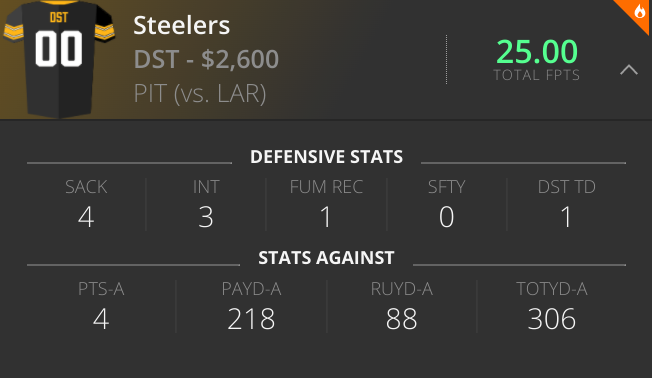 DST
00
Steelers
DST - $2,600
PIT (vs. LAR)
25.00
TOTAL FPTS
DEFENSIVE STATS
SACK INT FUM REC SFTY DST TD
4 3 1 0 1
STATS AGAINST
PTS-A PAYD-A RUYD-A TOTYD-A
4 218 88 306